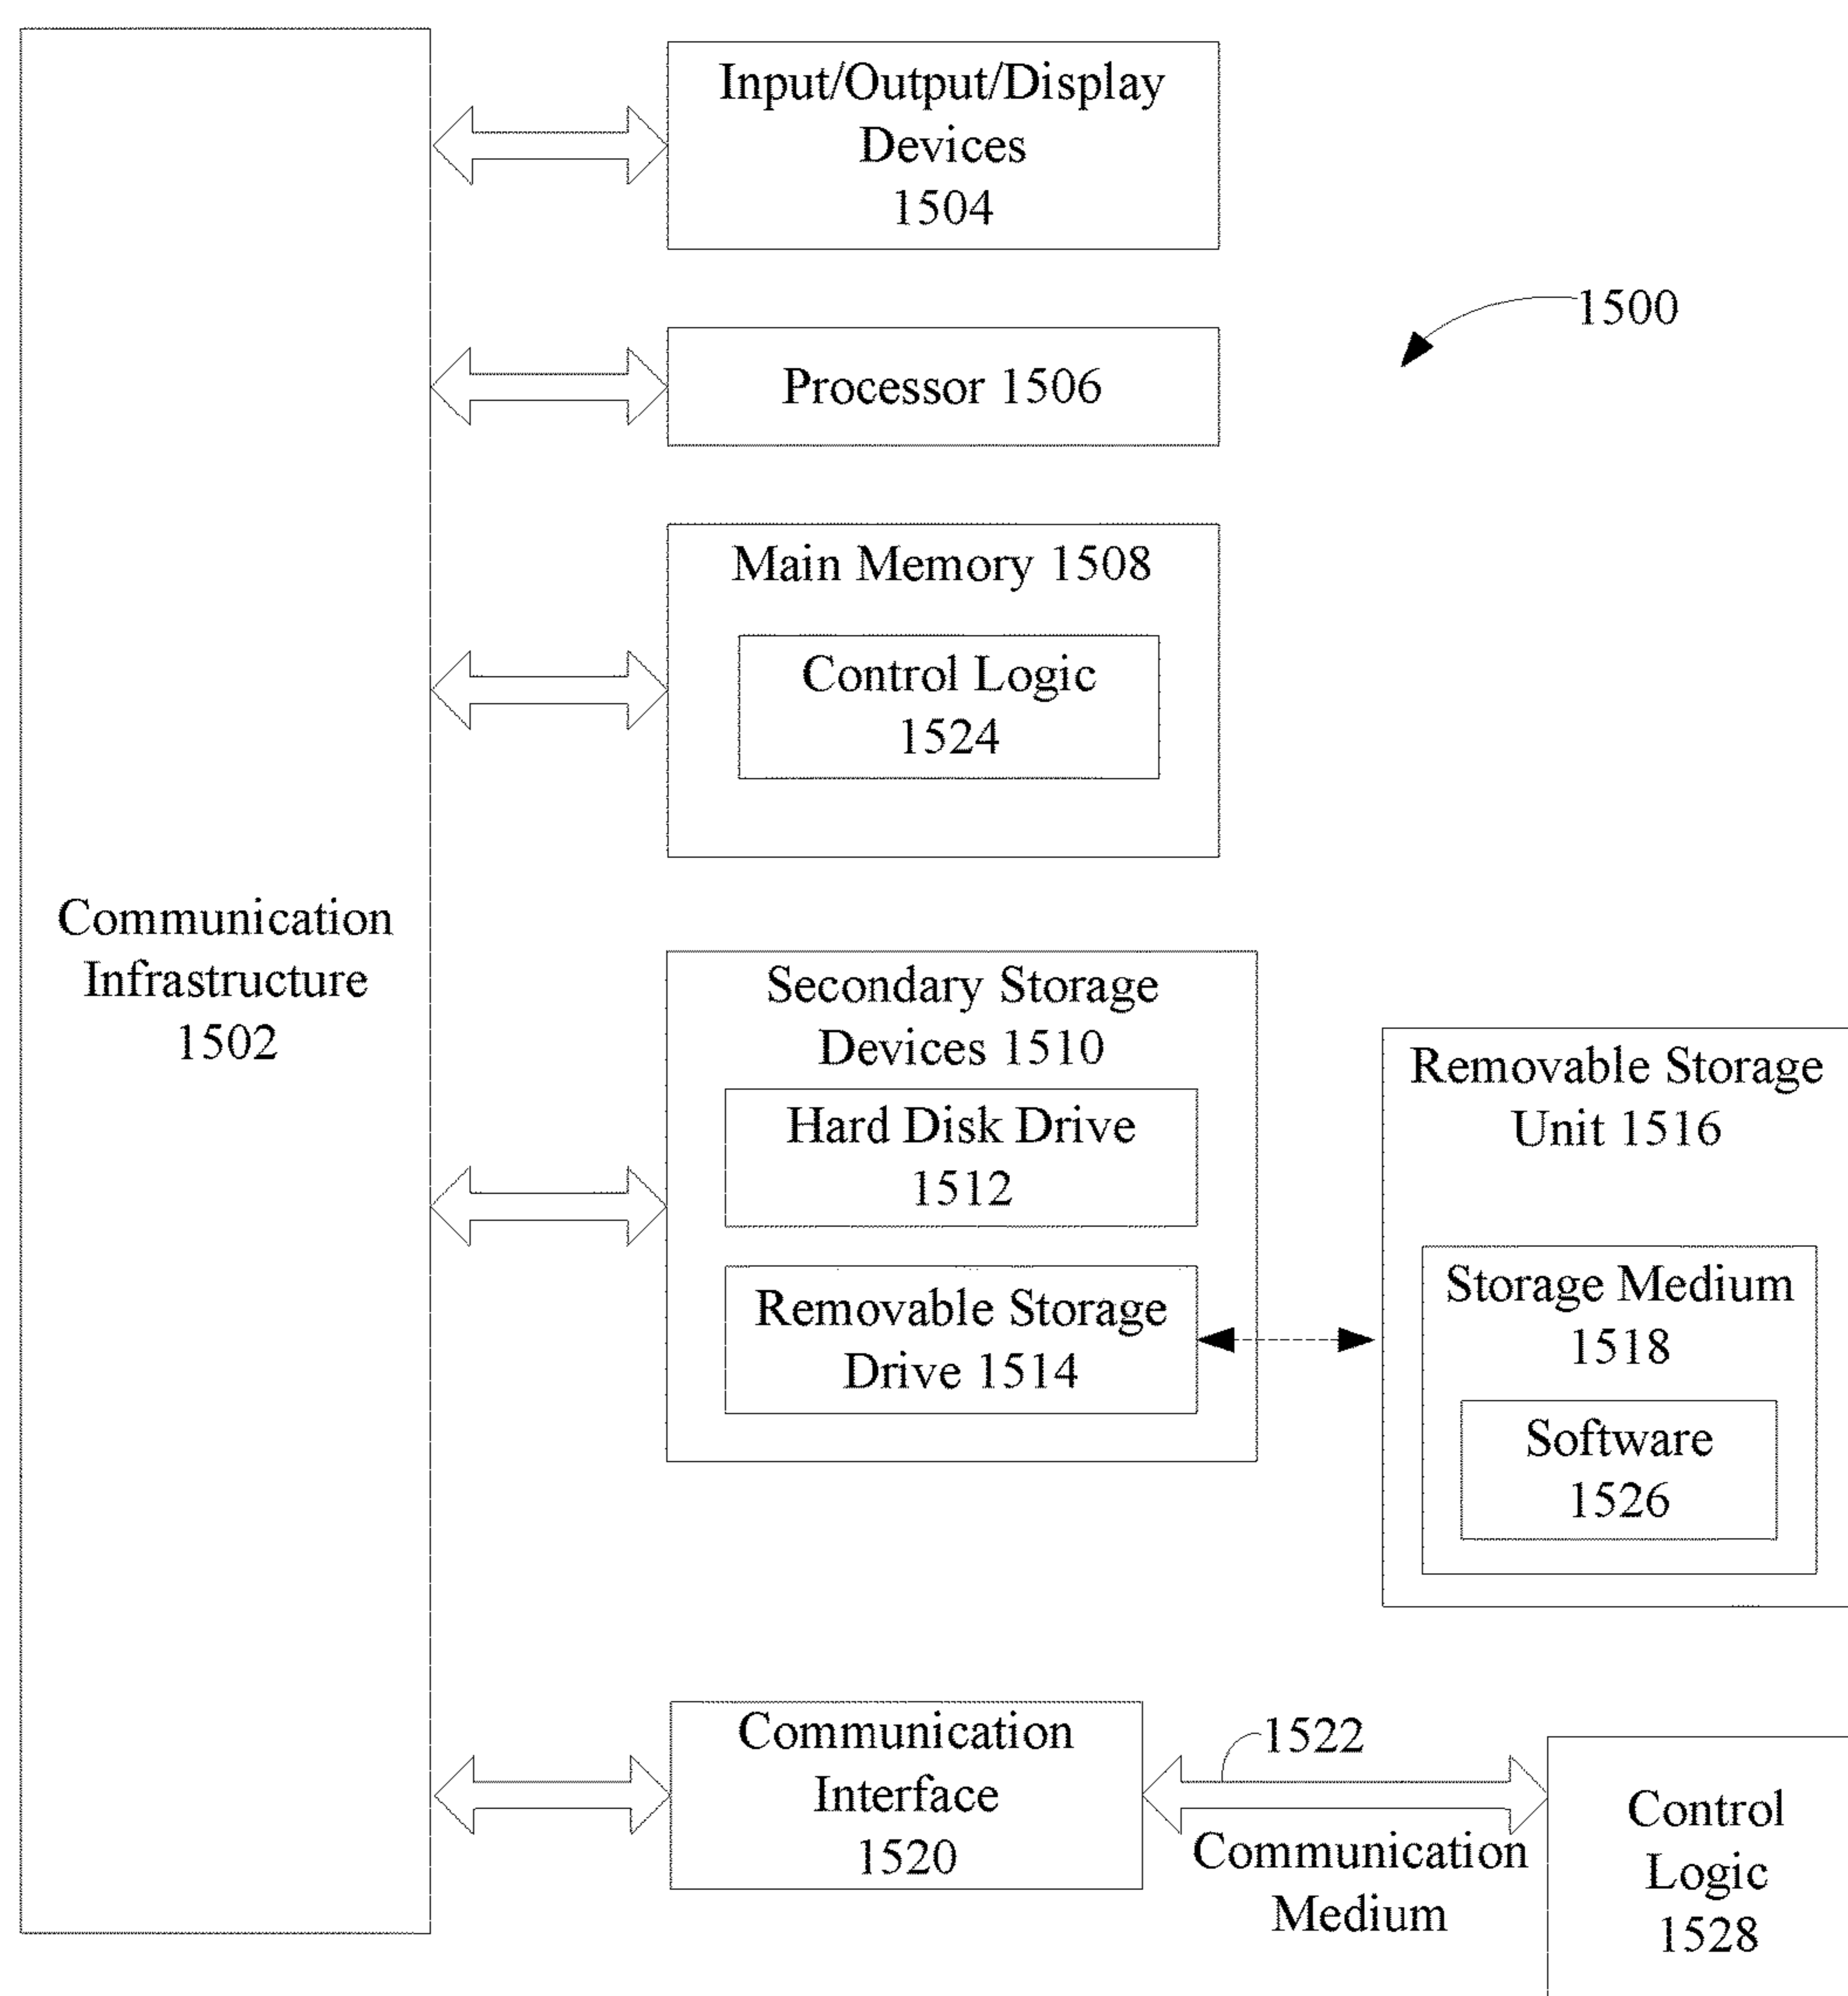 Input/Output/Display
Devices
1504
1500
Processor 1506
Main Memory 1508
Control Logic
1524
Communication
Infrastructure
1502
Secondary Storage
Devices 1510
Hard Disk Drive
1512
Removable Storage
Drive 1514
Removable Storage
Unit 1516
Storage Medium
1518
Software
1526
Communication
Interface
1520
1522
Communication
Medium
Control
Logic
1528